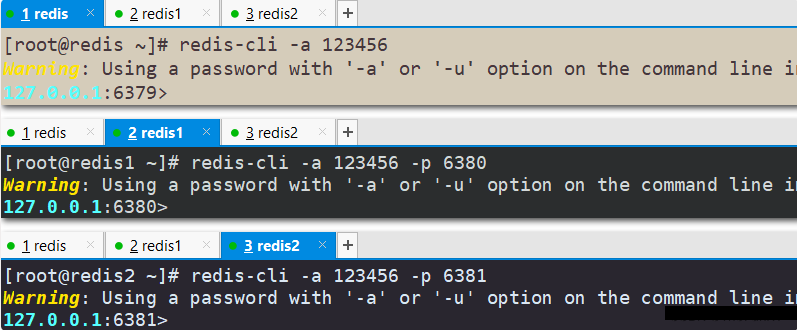 1 redis × 2 redis1 × 3 redis2 × +
[root@redis ~]# redis-cli -a 123456
Warning: Using a password with '-a' or '-u' option on the command line in
127.0.0.1:6379>
1 redis × 2 redis1 × 3 redis2 × +
[root@redis1 ~]# redis-cli -a 123456 -p 6380
Warning: Using a password with '-a' or '-u' option on the command line in
127.0.0.1:6380>
1 redis × 2 redis1 × 3 redis2 × +
[root@redis2 ~]# redis-cli -a 123456 -p 6381
Warning: Using a password with '-a' or '-u' option on the command line in
127.0.0.1:6381>